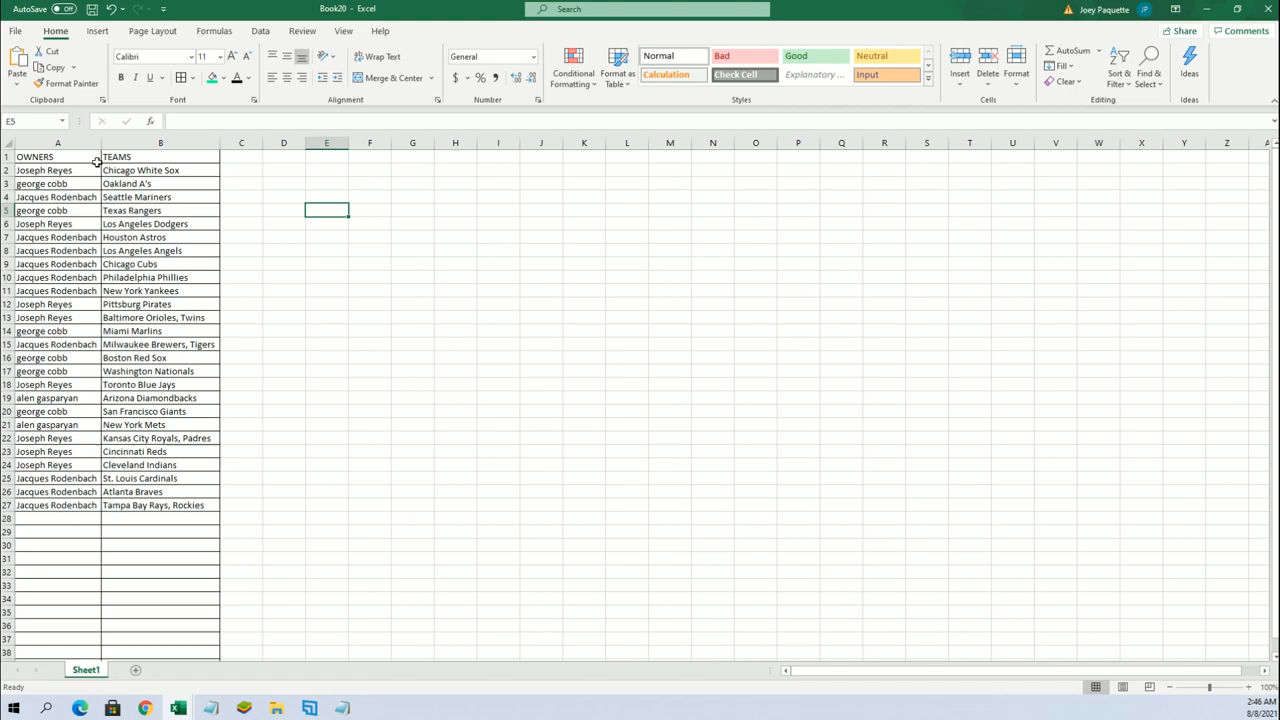 AutoSave Off Book20 - Excel Search Joey Paquette JP
File Home Insert Page Layout Formulas Data Review View Help Share Comments
Paste Cut Copy Format Painter Clipboard
Calibri 11 B I U Font
Wrap Text Merge & Center Alignment
General $ % Number
Conditional Formatting Format as Table
Normal Bad Good Neutral
Calculation Check Cell Explanatory ... Input
Styles
Insert Delete Format Cells
AutoSum Fill Clear Sort & Filter Find & Select Editing
Ideas Ideas
E5 fx
A B C D E F G H I J K L M N O P Q R S T U V W X Y Z A
1 OWNERS TEAMS
2 Joseph Reyes Chicago White Sox
3 george cobb Oakland A's
4 Jacques Rodenbach Seattle Mariners
5 george cobb Texas Rangers
6 Joseph Reyes Los Angeles Dodgers
7 Jacques Rodenbach Houston Astros
8 Jacques Rodenbach Los Angeles Angels
9 Jacques Rodenbach Chicago Cubs
10 Jacques Rodenbach Philadelphia Phillies
11 Jacques Rodenbach New York Yankees
12 Joseph Reyes Pittsburg Pirates
13 Joseph Reyes Baltimore Orioles, Twins
14 george cobb Miami Marlins
15 Jacques Rodenbach Milwaukee Brewers, Tigers
16 george cobb Boston Red Sox
17 george cobb Washington Nationals
18 Joseph Reyes Toronto Blue Jays
19 alen gasparyan Arizona Diamondbacks
20 george cobb San Francisco Giants
21 alen gasparyan New York Mets
22 Joseph Reyes Kansas City Royals, Padres
23 Joseph Reyes Cincinnati Reds
24 Joseph Reyes Cleveland Indians
25 Jacques Rodenbach St. Louis Cardinals
26 Jacques Rodenbach Atlanta Braves
27 Jacques Rodenbach Tampa Bay Rays, Rockies
28
29
30
31
32
33
34
35
36
37
38
Sheet1
Ready 100%
2:46 AM
8/8/2021